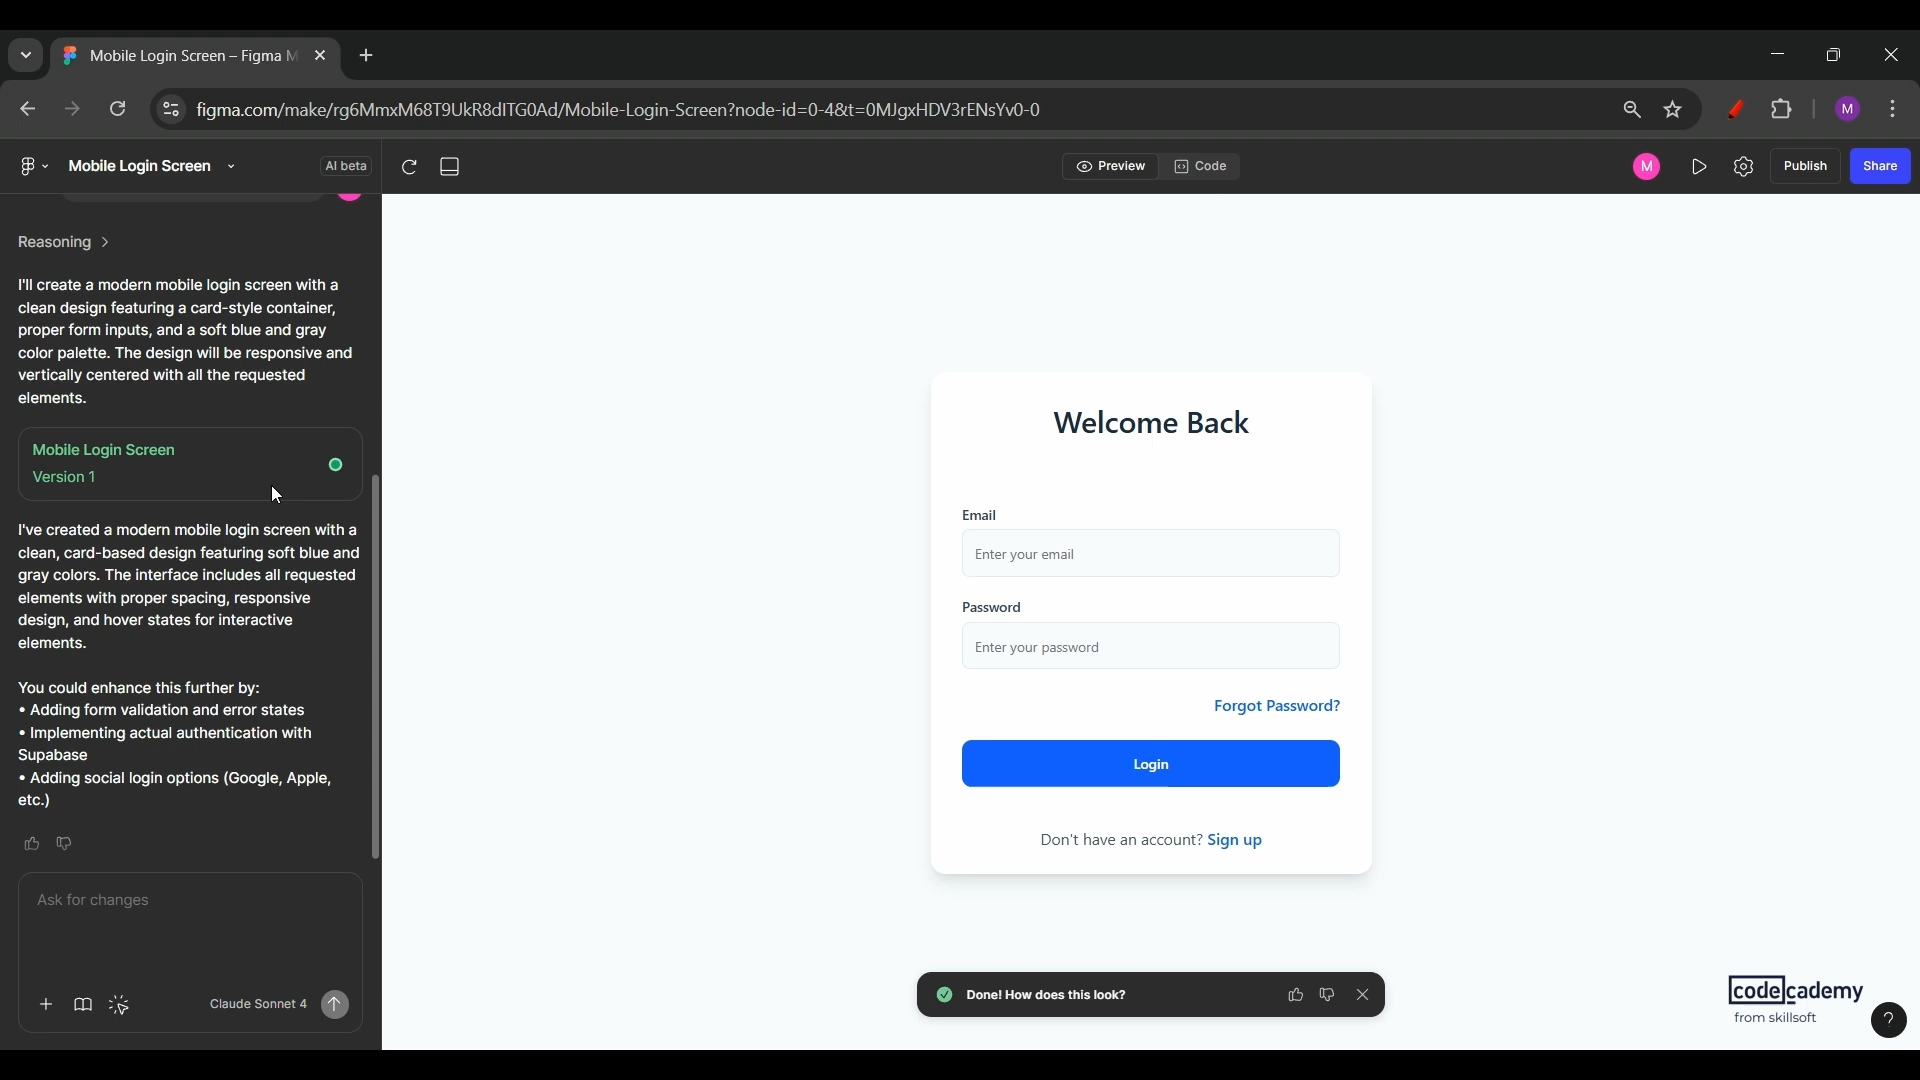 Mobile Login Screen – Figma M
figma.com/make/rg6MmxM68T9UkR8dlTG0Ad/Mobile-Login-Screen?node-id=0-4&t=0MJgxHDV3rENsYv0-0
M
Mobile Login Screen
AI beta
Preview
Code
M
Publish
Share
Reasoning
I'll create a modern mobile login screen with a
clean design featuring a card-style container,
proper form inputs, and a soft blue and gray
color palette. The design will be responsive and
vertically centered with all the requested
elements.
Mobile Login Screen
Version 1
I've created a modern mobile login screen with a
clean, card-based design featuring soft blue and
gray colors. The interface includes all requested
elements with proper spacing, responsive
design, and hover states for interactive
elements.
You could enhance this further by:
• Adding form validation and error states
• Implementing actual authentication with
Supabase
• Adding social login options (Google, Apple,
etc.)
Ask for changes
Claude Sonnet 4
Welcome Back
Email
Enter your email
Password
Enter your password
Forgot Password?
Login
Don't have an account? Sign up
Done! How does this look?
codecademy
from skillsoft
?